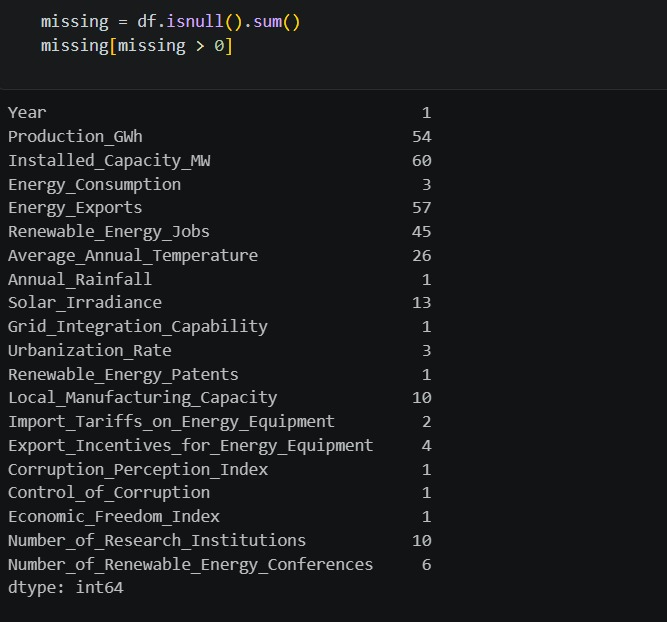 missing = df.isnull().sum()
missing[missing > 0]
Year 1
Production_GWh 54
Installed_Capacity_MW 60
Energy_Consumption 3
Energy_Exports 57
Renewable_Energy_Jobs 45
Average_Annual_Temperature 26
Annual_Rainfall 1
Solar_Irradiance 13
Grid_Integration_Capability 1
Urbanization_Rate 3
Renewable_Energy_Patents 1
Local_Manufacturing_Capacity 10
Import_Tariffs_on_Energy_Equipment 2
Export_Incentives_for_Energy_Equipment 4
Corruption_Perception_Index 1
Control_of_Corruption 1
Economic_Freedom_Index 1
Number_of_Research_Institutions 10
Number_of_Renewable_Energy_Conferences 6
dtype: int64